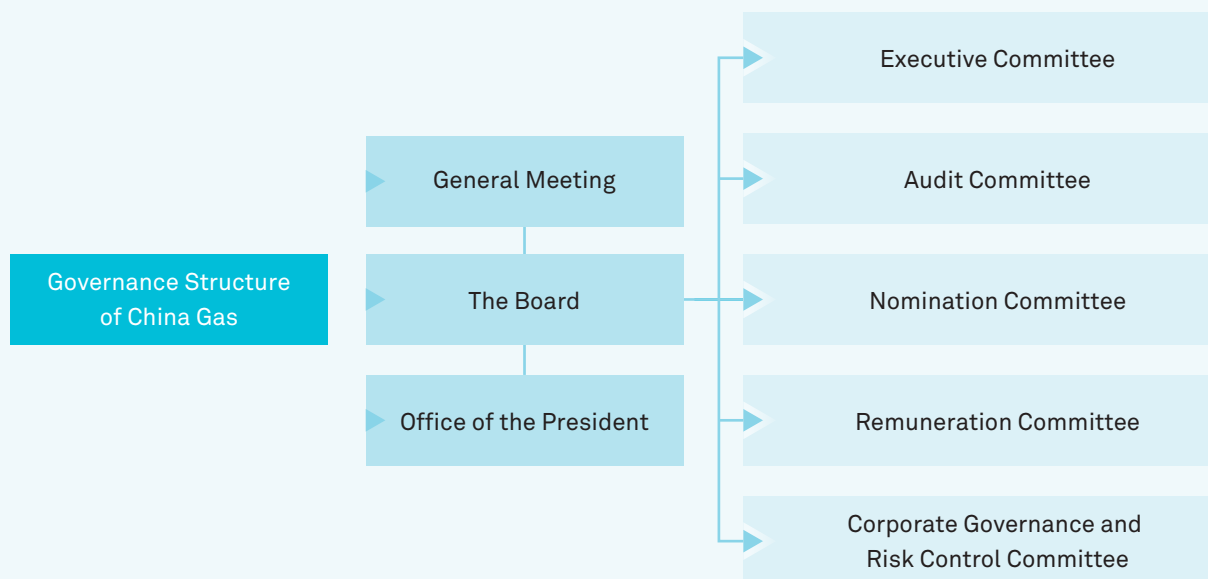 Governance Structure
of China Gas
General Meeting
The Board
Office of the President
Executive Committee
Audit Committee
Nomination Committee
Remuneration Committee
Corporate Governance and
Risk Control Committee